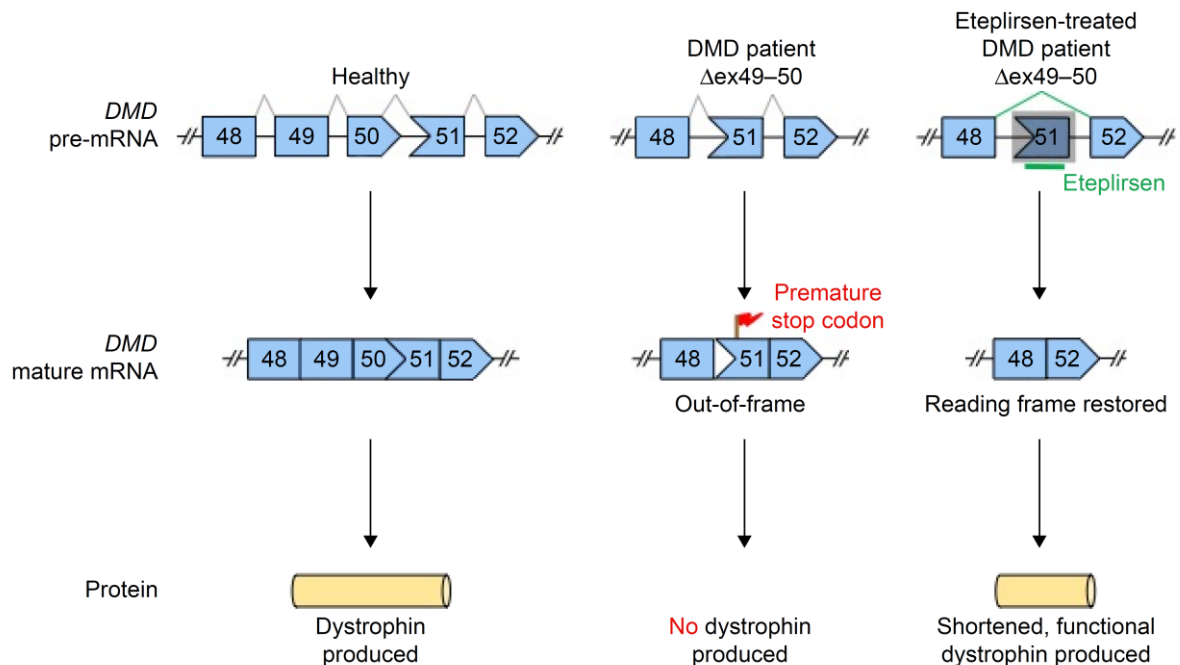 Healthy
DMD patient
Δex49–50
Eteplirsen-treated
DMD patient
Δex49–50
DMD
pre-mRNA
48 49 50 51 52
48 51 52
48 51 52
Eteplirsen
Premature
stop codon
DMD
mature mRNA
48 49 50 51 52
48 51 52
48 52
Out-of-frame
Reading frame restored
Protein
Dystrophin
produced
No dystrophin
produced
Shortened, functional
dystrophin produced